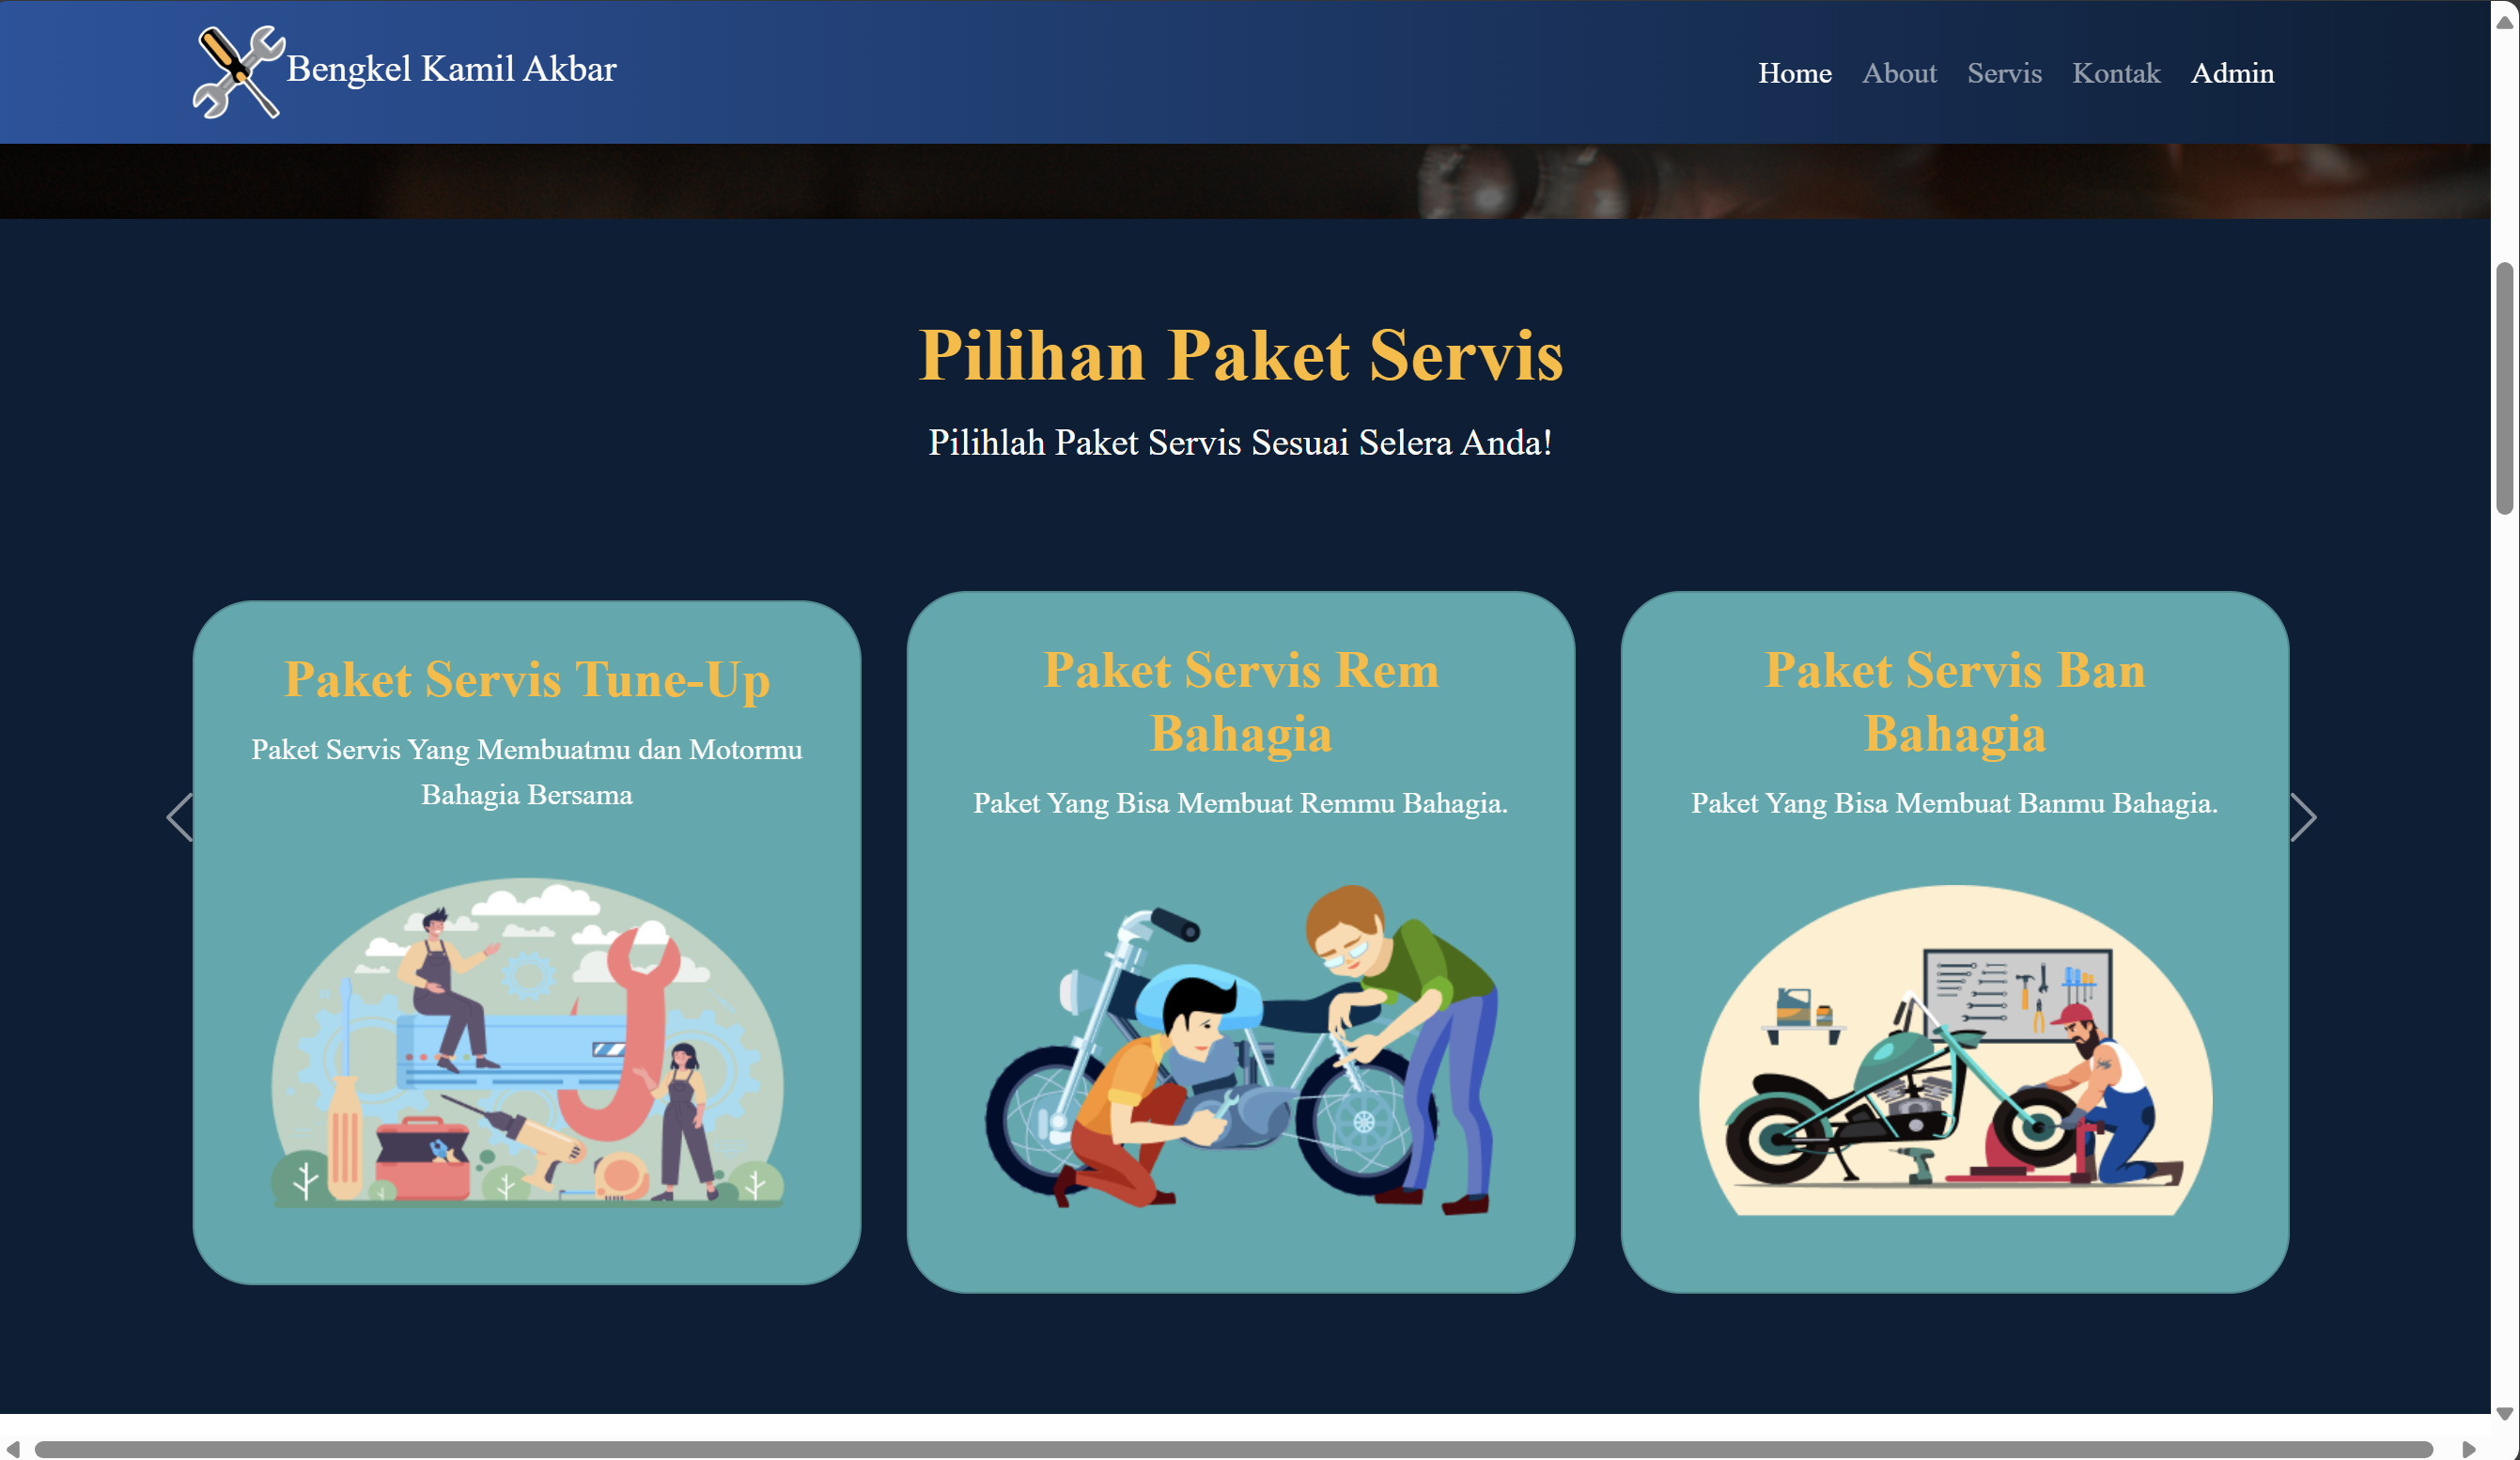 Bengkel Kamil Akbar
Home About Servis Kontak Admin
Pilihan Paket Servis
Pilihlah Paket Servis Sesuai Selera Anda!
Paket Servis Tune-Up
Paket Servis Yang Membuatmu dan Motormu
Bahagia Bersama
Paket Servis Rem
Bahagia
Paket Yang Bisa Membuat Remmu Bahagia.
Paket Servis Ban
Bahagia
Paket Yang Bisa Membuat Banmu Bahagia.